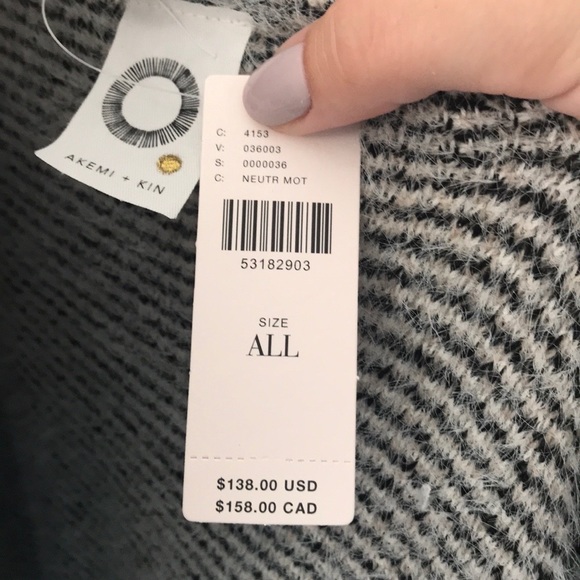 AKEMI + KIN
C: 4153
V: 036003
S: 0000036
C: NEUTR MOT
53182903
SIZE
ALL
$138.00 USD
$158.00 CAD